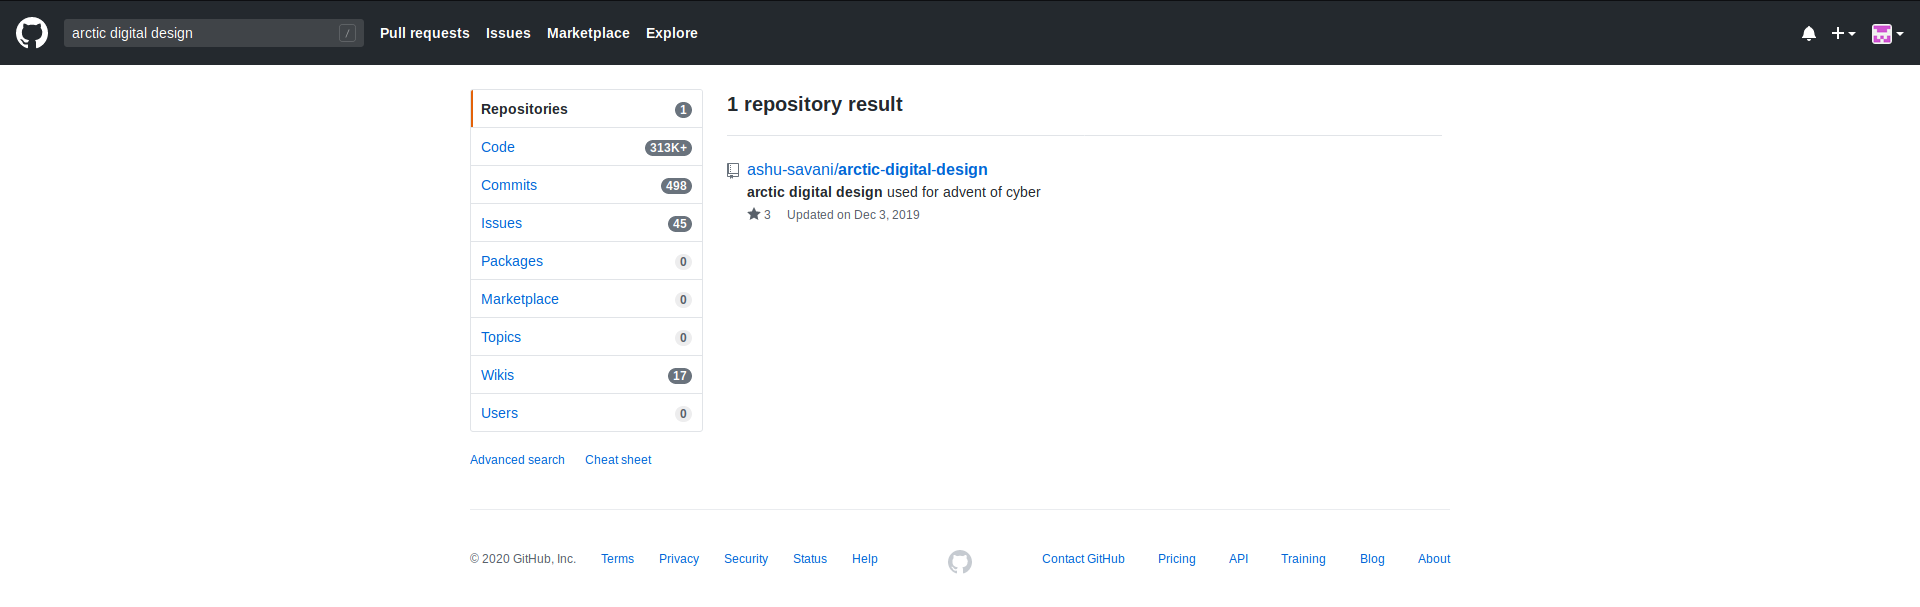 arctic digital design /
Pull requests Issues Marketplace Explore
Repositories 1
Code 313K+
Commits 498
Issues 45
Packages 0
Marketplace 0
Topics 0
Wikis 17
Users 0
Advanced search Cheat sheet
1 repository result
ashu-savani/arctic-digital-design
arctic digital design used for advent of cyber
3 Updated on Dec 3, 2019
© 2020 GitHub, Inc. Terms Privacy Security Status Help Contact GitHub Pricing API Training Blog About